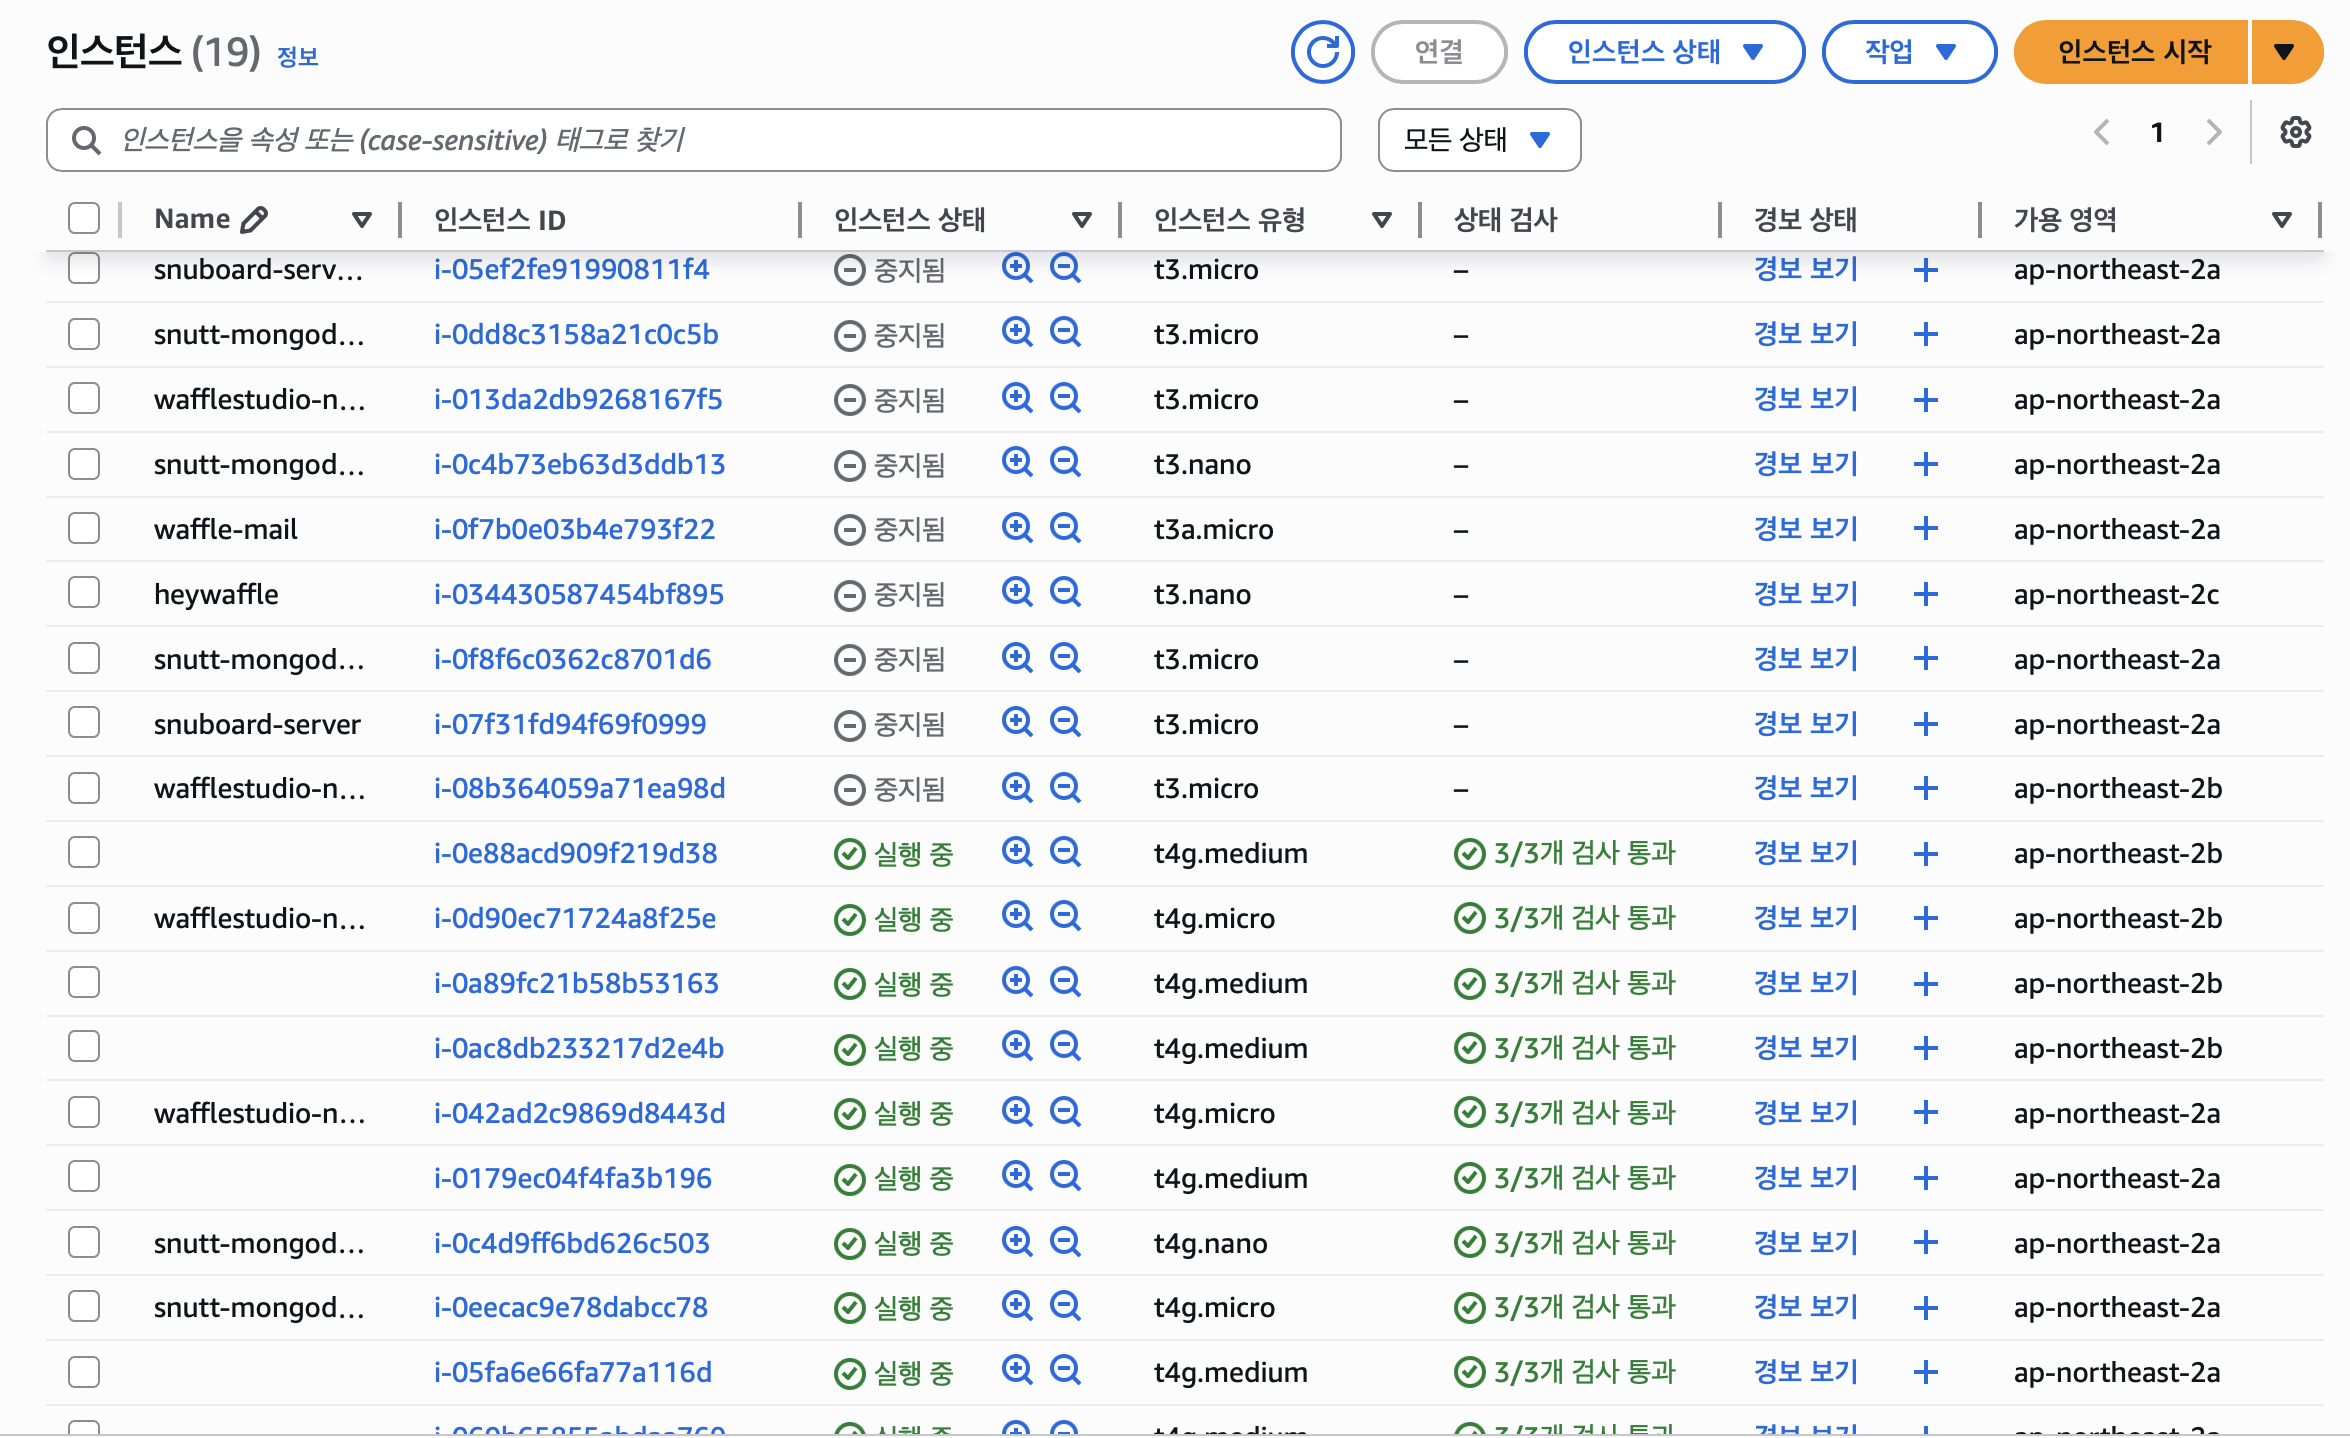 인스턴스 (19) 정보
연결
인스턴스 상태
작업
인스턴스 시작
인스턴스을 속성 또는 (case-sensitive) 태그로 찾기
모든 상태
1
Name 인스턴스 ID 인스턴스 상태 인스턴스 유형 상태 검사 경보 상태 가용 영역
snuboard-serv... i-05ef2fe91990811f4 중지됨 t3.micro – 경보 보기 + ap-northeast-2a
snutt-mongod... i-0dd8c3158a21c0c5b 중지됨 t3.micro – 경보 보기 + ap-northeast-2a
wafflestudio-n... i-013da2db9268167f5 중지됨 t3.micro – 경보 보기 + ap-northeast-2a
snutt-mongod... i-0c4b73eb63d3ddb13 중지됨 t3.nano – 경보 보기 + ap-northeast-2a
waffle-mail i-0f7b0e03b4e793f22 중지됨 t3a.micro – 경보 보기 + ap-northeast-2a
heywaffle i-034430587454bf895 중지됨 t3.nano – 경보 보기 + ap-northeast-2c
snutt-mongod... i-0f8f6c0362c8701d6 중지됨 t3.micro – 경보 보기 + ap-northeast-2a
snuboard-server i-07f31fd94f69f0999 중지됨 t3.micro – 경보 보기 + ap-northeast-2a
wafflestudio-n... i-08b364059a71ea98d 중지됨 t3.micro – 경보 보기 + ap-northeast-2b
i-0e88acd909f219d38 실행 중 t4g.medium 3/3개 검사 통과 경보 보기 + ap-northeast-2b
wafflestudio-n... i-0d90ec71724a8f25e 실행 중 t4g.micro 3/3개 검사 통과 경보 보기 + ap-northeast-2b
i-0a89fc21b58b53163 실행 중 t4g.medium 3/3개 검사 통과 경보 보기 + ap-northeast-2b
i-0ac8db233217d2e4b 실행 중 t4g.medium 3/3개 검사 통과 경보 보기 + ap-northeast-2b
wafflestudio-n... i-042ad2c9869d8443d 실행 중 t4g.micro 3/3개 검사 통과 경보 보기 + ap-northeast-2a
i-0179ec04f4fa3b196 실행 중 t4g.medium 3/3개 검사 통과 경보 보기 + ap-northeast-2a
snutt-mongod... i-0c4d9ff6bd626c503 실행 중 t4g.nano 3/3개 검사 통과 경보 보기 + ap-northeast-2a
snutt-mongod... i-0eecac9e78dabcc78 실행 중 t4g.micro 3/3개 검사 통과 경보 보기 + ap-northeast-2a
i-05fa6e66fa77a116d 실행 중 t4g.medium 3/3개 검사 통과 경보 보기 + ap-northeast-2a